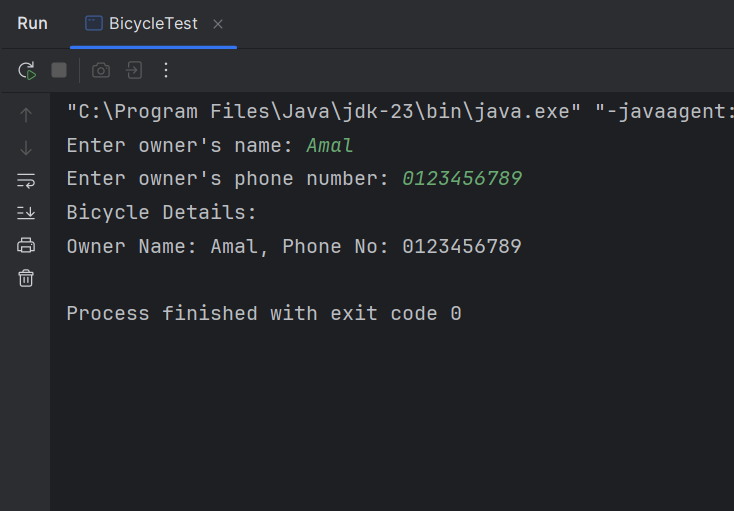 Run BicycleTest
"C:\Program Files\Java\jdk-23\bin\java.exe" "-javaagent:
Enter owner's name: Amal
Enter owner's phone number: 0123456789
Bicycle Details:
Owner Name: Amal, Phone No: 0123456789
Process finished with exit code 0